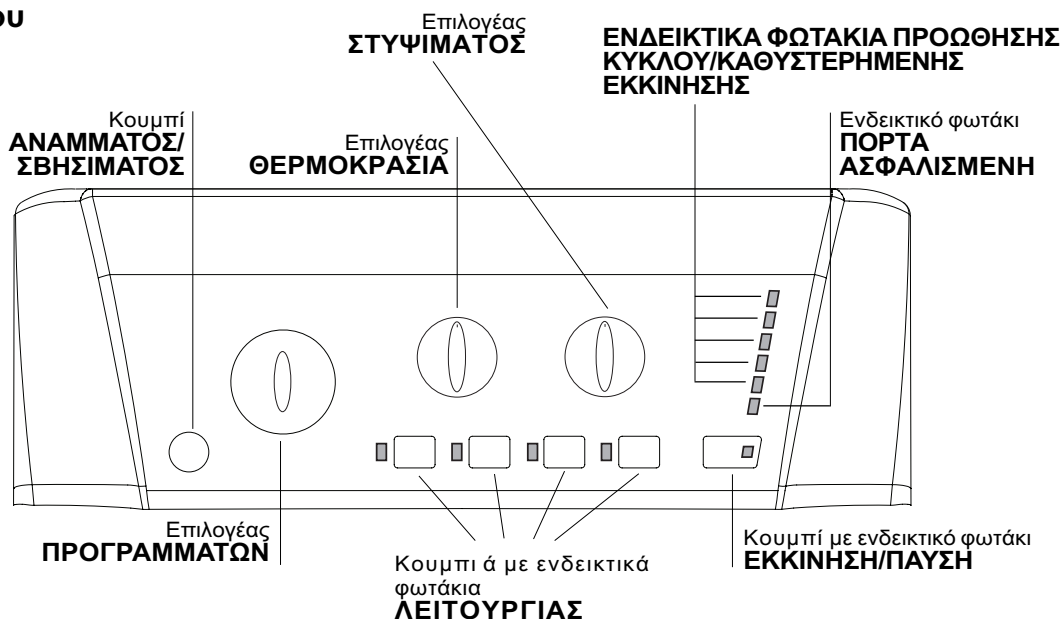 ου
Επιλογέας
ΣΤΥΨΙΜΑΤΟΣ
ΕΝΔΕΙΚΤΙΚΑ ΦΩΤΑΚΙΑ ΠΡΟΩΘΗΣΗΣ
ΚΥΚΛΟΥ/ΚΑΘΥΣΤΕΡΗΜΕΝΗΣ
ΕΚΚΙΝΗΣΗΣ
Κουμπί
ΑΝΑΜΜΑΤΟΣ/
ΣΒΗΣΙΜΑΤΟΣ
Επιλογέας
ΘΕΡΜΟΚΡΑΣΙΑ
Ενδεικτικό φωτάκι
ΠΟΡΤΑ
ΑΣΦΑΛΙΣΜΕΝΗ
Επιλογέας
ΠΡΟΓΡΑΜΜΑΤΩΝ
Κουμπι ά με ενδεικτικά
φωτάκια
ΛΕΙΤΟΥΡΓΙΑΣ
Κουμπί με ενδεικτικό φωτάκι
ΕΚΚΙΝΗΣΗ/ΠΑΥΣΗ